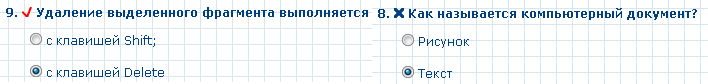 9. ✓ Удаление выделенного фрагмента выполняется
с клавишей Shift;
с клавишей Delete
8. ✗ Как называется компьютерный документ?
Рисунок
Текст